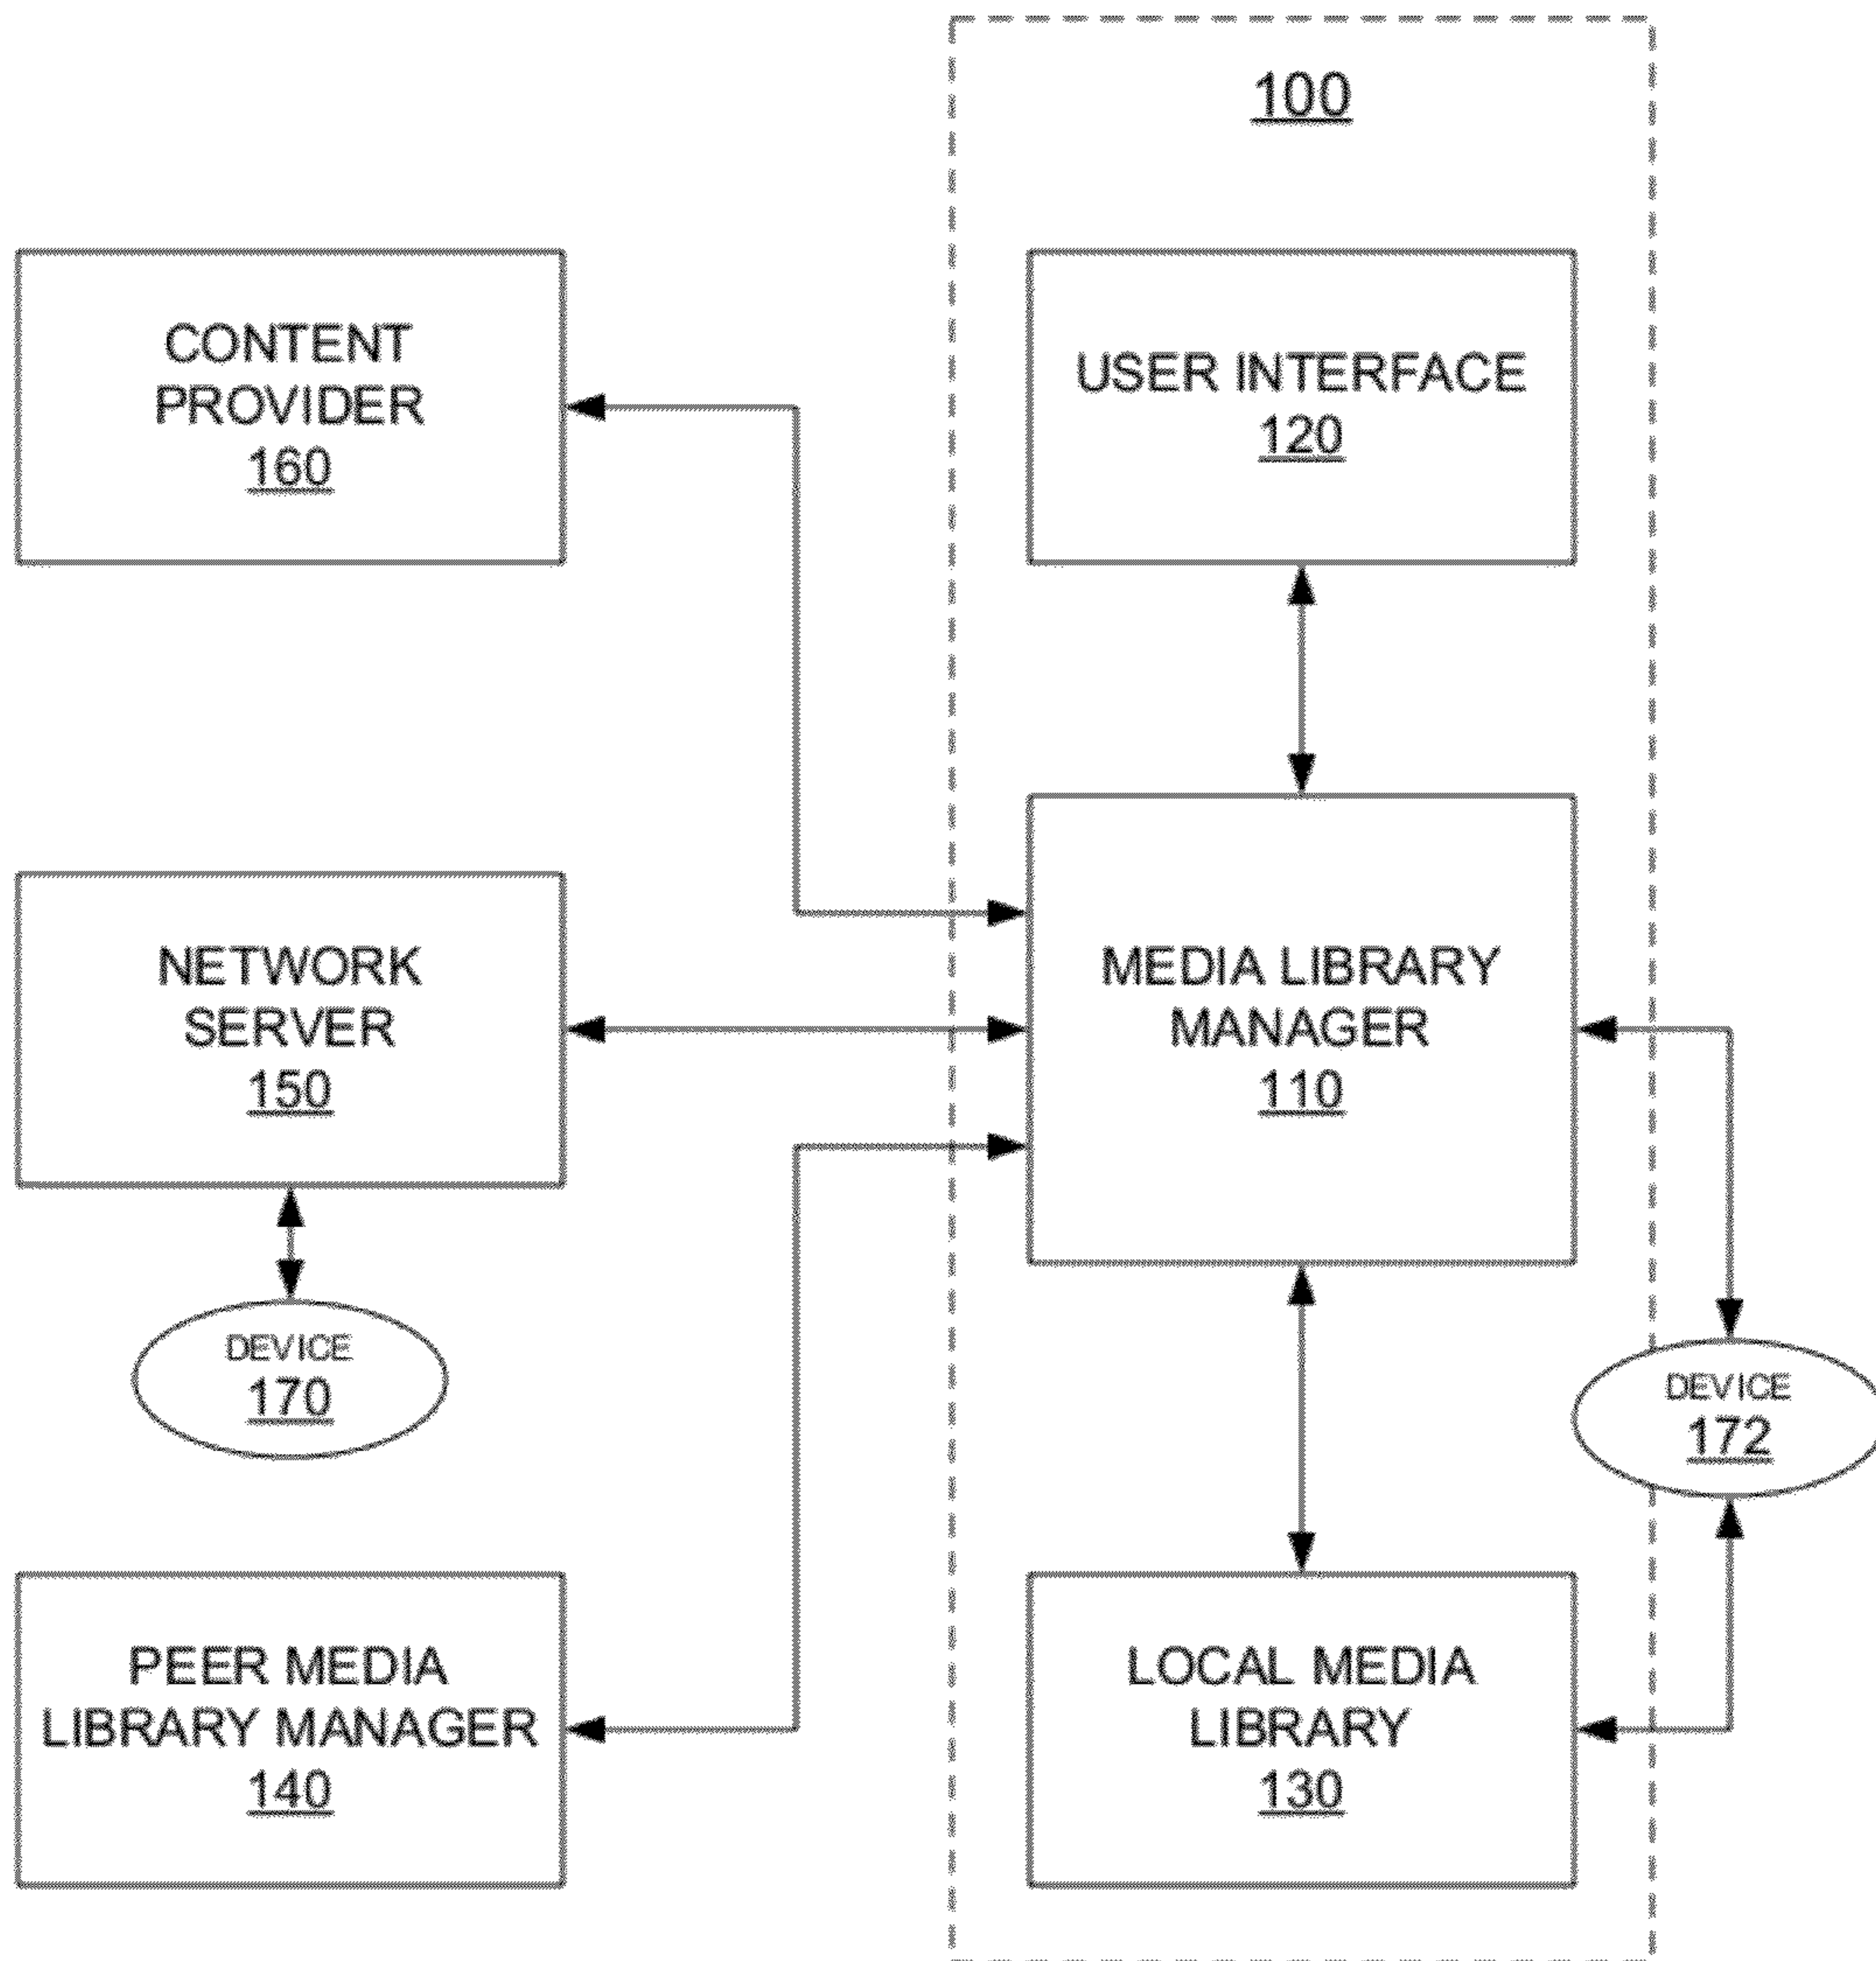 100
CONTENT
PROVIDER
160
USER INTERFACE
120
NETWORK
SERVER
150
MEDIA LIBRARY
MANAGER
110
DEVICE
170
DEVICE
172
PEER MEDIA
LIBRARY MANAGER
140
LOCAL MEDIA
LIBRARY
130